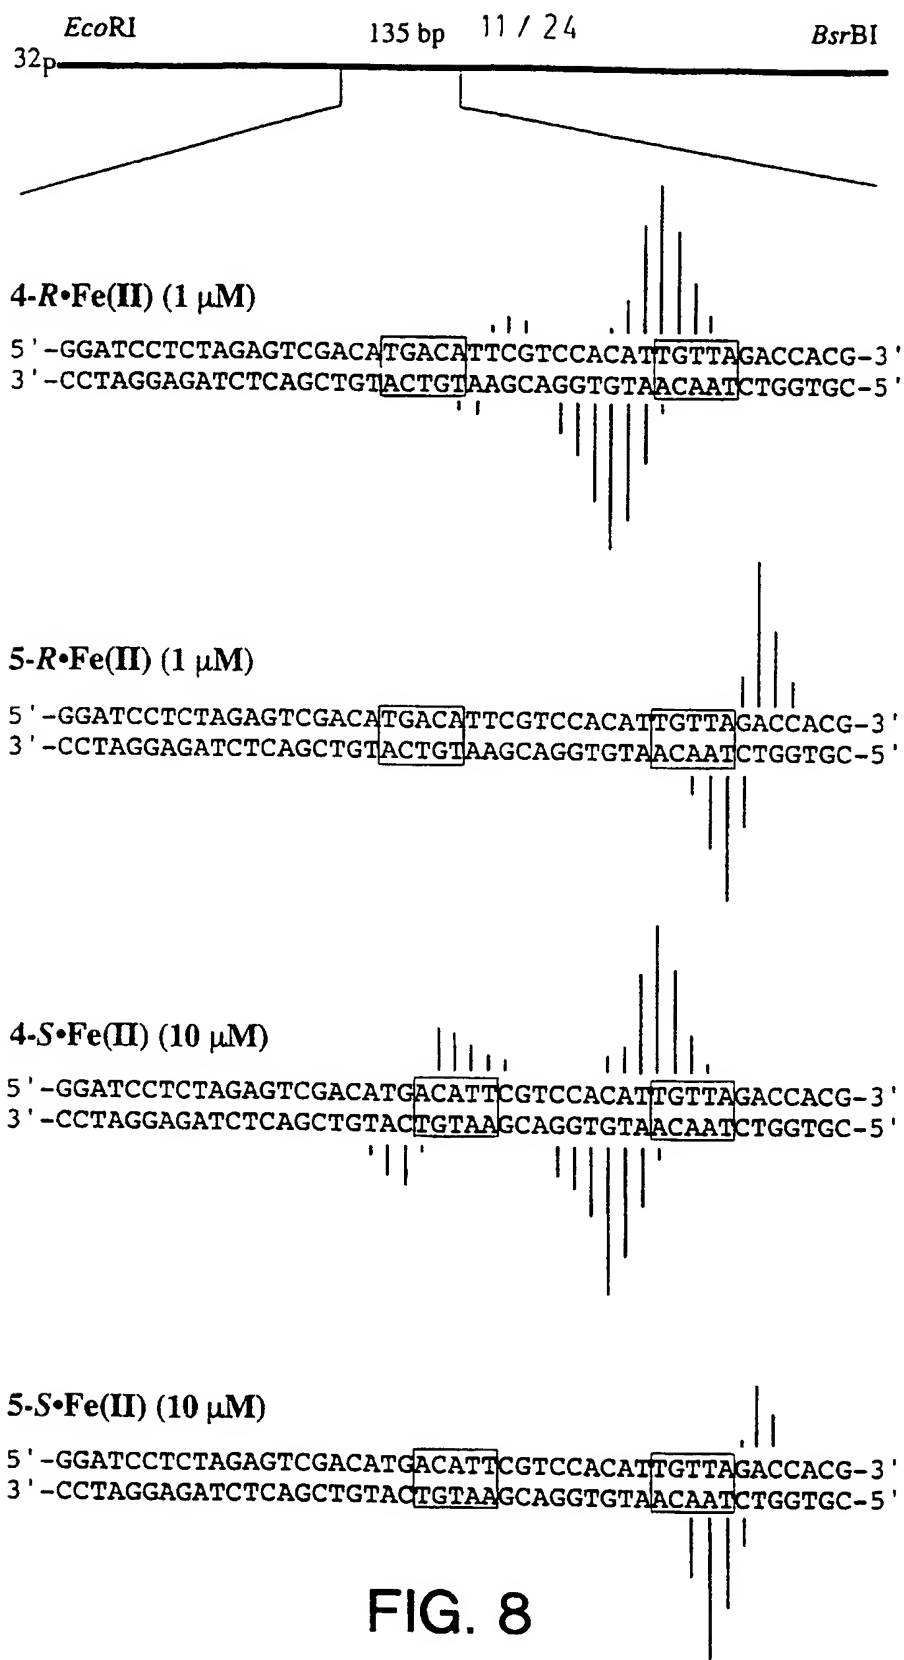 EcoRI 135 bp 11 / 24 BsrBI
32p
4-R•Fe(II) (1 μM)
5'-GGATCCTCTAGAGTCGACATGACATTCGTCCACATTGTTAGACCACG-3'
3'-CCTAGGAGATCTCAGCTGTACTGTAAGCAGGTGTAACAATCTGGTGC-5'
5-R•Fe(II) (1 μM)
5'-GGATCCTCTAGAGTCGACATGACATTCGTCCACATTGTTAGACCACG-3'
3'-CCTAGGAGATCTCAGCTGTACTGTAAGCAGGTGTAACAATCTGGTGC-5'
4-S•Fe(II) (10 μM)
5'-GGATCCTCTAGAGTCGACATGACATTCGTCCACATTGTTAGACCACG-3'
3'-CCTAGGAGATCTCAGCTGTACTGTAAGCAGGTGTAACAATCTGGTGC-5'
5-S•Fe(II) (10 μM)
5'-GGATCCTCTAGAGTCGACATGACATTCGTCCACATTGTTAGACCACG-3'
3'-CCTAGGAGATCTCAGCTGTACTGTAAGCAGGTGTAACAATCTGGTGC-5'
FIG. 8